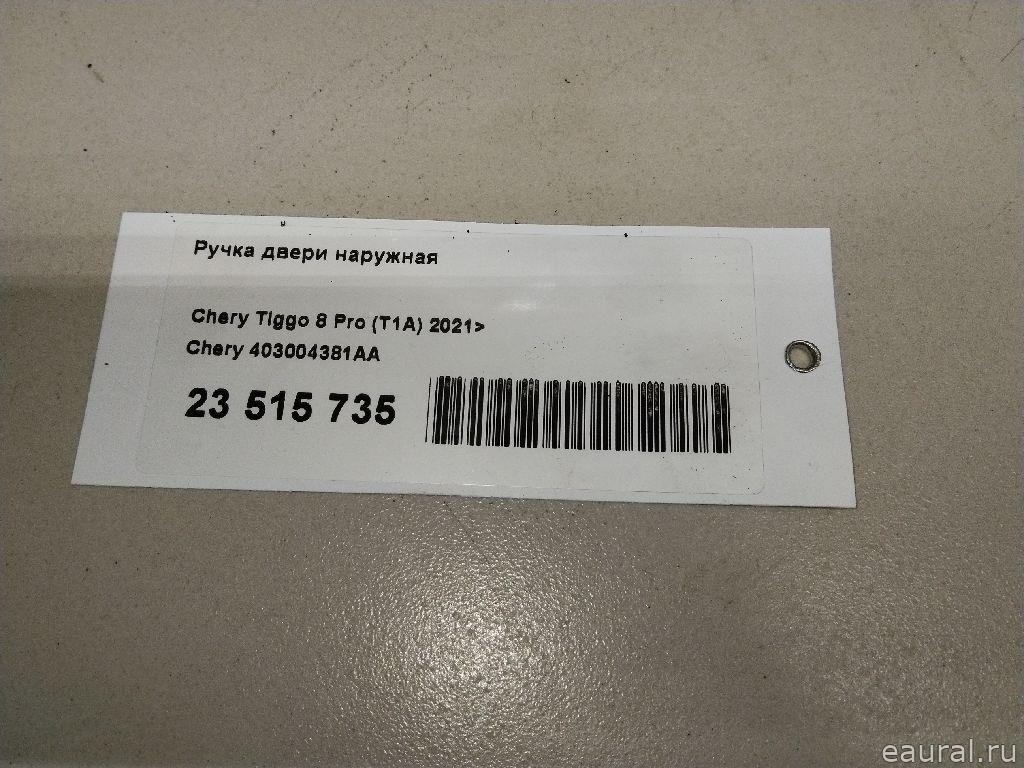 Ручка двери наружная
Chery Tiggo 8 Pro (T1A) 2021>
Chery 403004381AA
23 515 735
eaural.ru